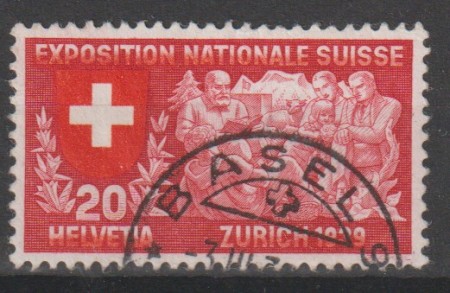 EXPOSITION NATIONALE SUISSE
20
HELVETIA ZURICH 1939
BASEL